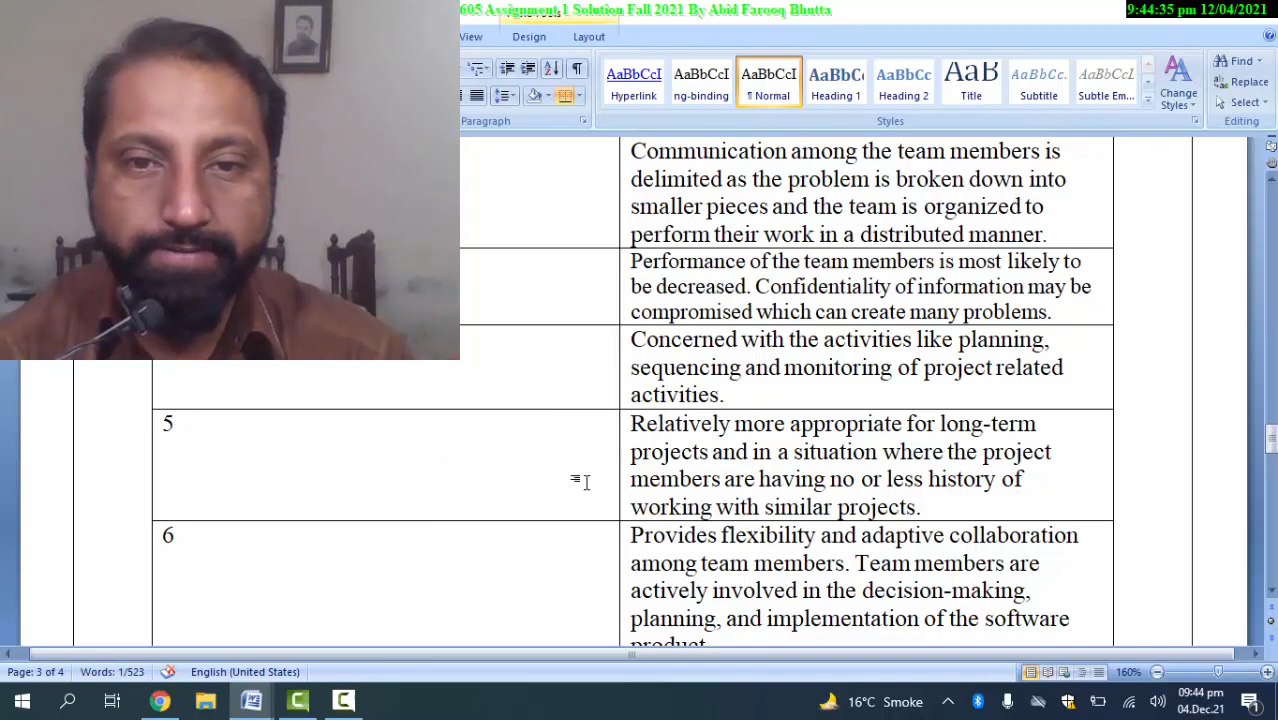 605 Assignment 1 Solution Fall 2021 By Abid Farooq Bhutta
9:44:35 pm 12/04/2021
View Design Layout
AaBbCcI AaBbCcI AaBbCcI AaBbCc AaBbCc AaB AaBbCcI AaBbCcL
Hyperlink ng-binding ¶ Normal Heading 1 Heading 2 Title Subtitle Subtle Em...
Change
Styles
Find
Replace
Select
Paragraph Styles Editing
Communication among the team members is
delimited as the problem is broken down into
smaller pieces and the team is organized to
perform their work in a distributed manner.
Performance of the team members is most likely to
be decreased. Confidentiality of information may be
compromised which can create many problems.
Concerned with the activities like planning,
sequencing and monitoring of project related
activities.
5
Relatively more appropriate for long-term
projects and in a situation where the project
members are having no or less history of
working with similar projects.
6
Provides flexibility and adaptive collaboration
among team members. Team members are
actively involved in the decision-making,
planning, and implementation of the software
product.
Page: 3 of 4 Words: 1/523 English (United States) 160%
16°C Smoke
09:44 pm
04.Dec.21
1